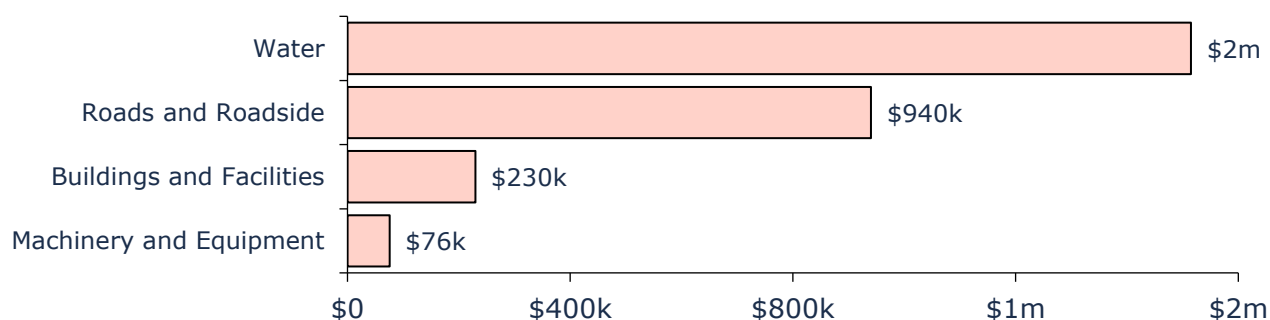 Water $2m
Roads and Roadside $940k
Buildings and Facilities $230k
Machinery and Equipment $76k
$0 $400k $800k $1m $2m